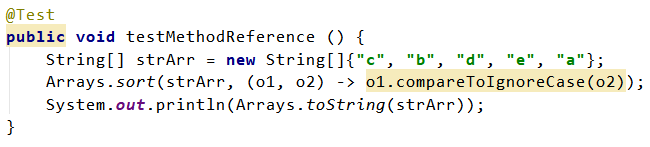 @Test
public void testMethodReference () {
    String[] strArr = new String[]{"c", "b", "d", "e", "a"};
    Arrays.sort(strArr, (o1, o2) -> o1.compareToIgnoreCase(o2));
    System.out.println(Arrays.toString(strArr));
}